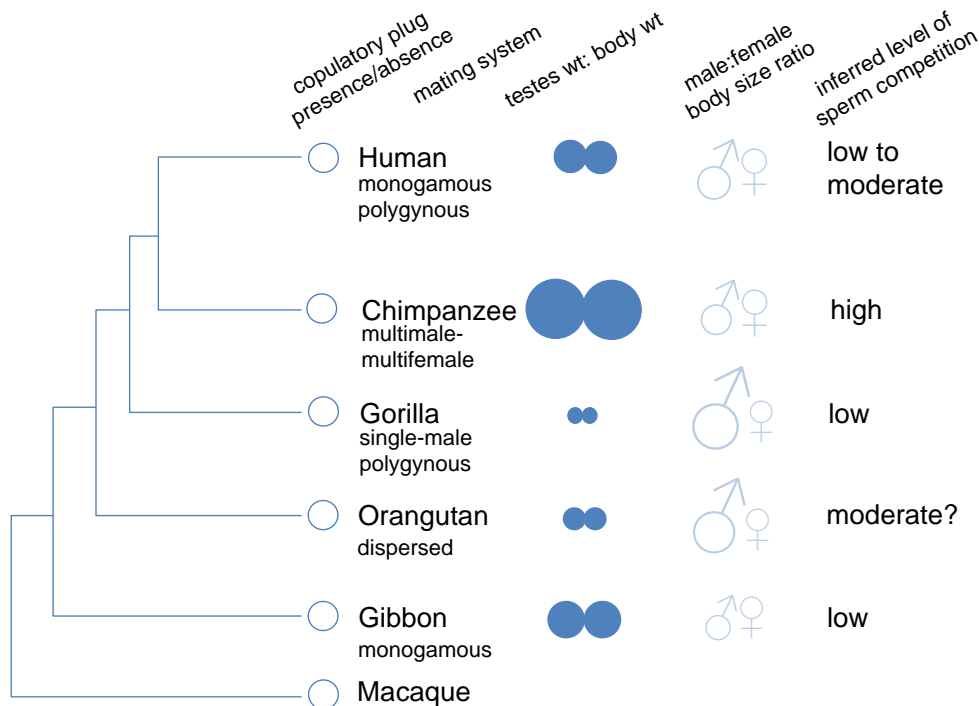 copulatory plug
presence/absence
mating system
testes wt: body wt
male:female
body size ratio
inferred level of
sperm competition
Human
monogamous
polygynous
low to
moderate
Chimpanzee
multimale-
multifemale
high
Gorilla
single-male
polygynous
low
Orangutan
dispersed
moderate?
Gibbon
monogamous
low
Macaque